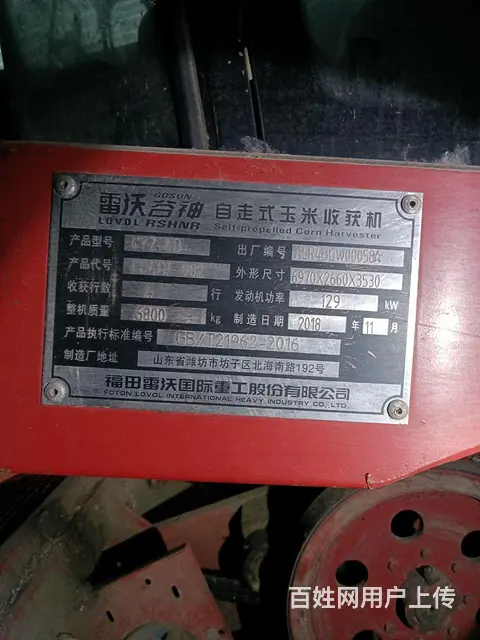 雷沃谷神 GOSUN 自走式玉米收获机
LOVOL Self-propelled Corn Harvester
产品型号 出厂编号
产品代号 外形尺寸 6970X2660X3530
收获行数 行 发动机功率 129 kW
整机质量 6800 kg 制造日期 2018 年 11 月
产品执行标准编号 GB/T21962-2016
制造厂地址 山东省潍坊市坊子区北海南路192号
福田雷沃国际重工股份有限公司
FOTON LOVOL INTERNATIONAL HEAVY INDUSTRY CO.,LTD.
百姓网用户上传